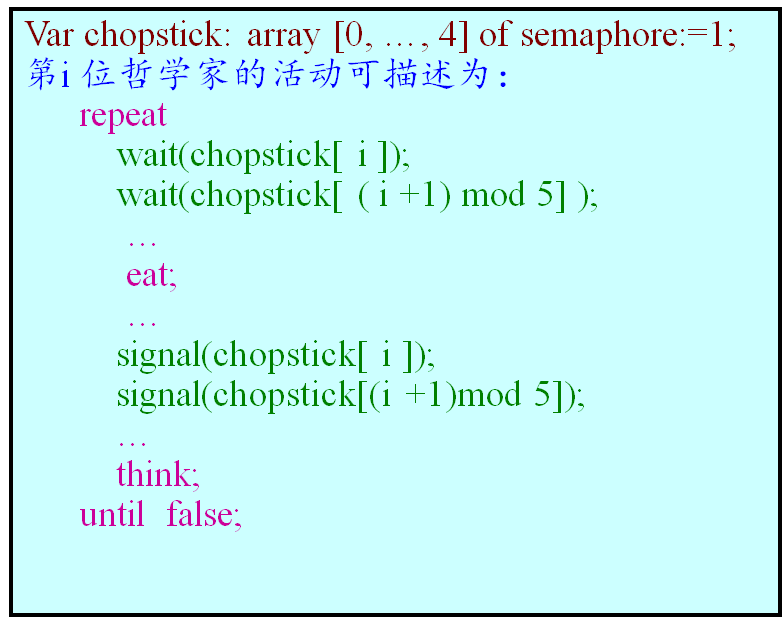 Var chopstick: array [0, …, 4] of semaphore:=1;
第i 位哲学家的活动可描述为：
repeat
wait(chopstick[ i ]);
wait(chopstick[ ( i +1) mod 5] );
…
eat;
…
signal(chopstick[ i ]);
signal(chopstick[(i +1)mod 5]);
…
think;
until false;